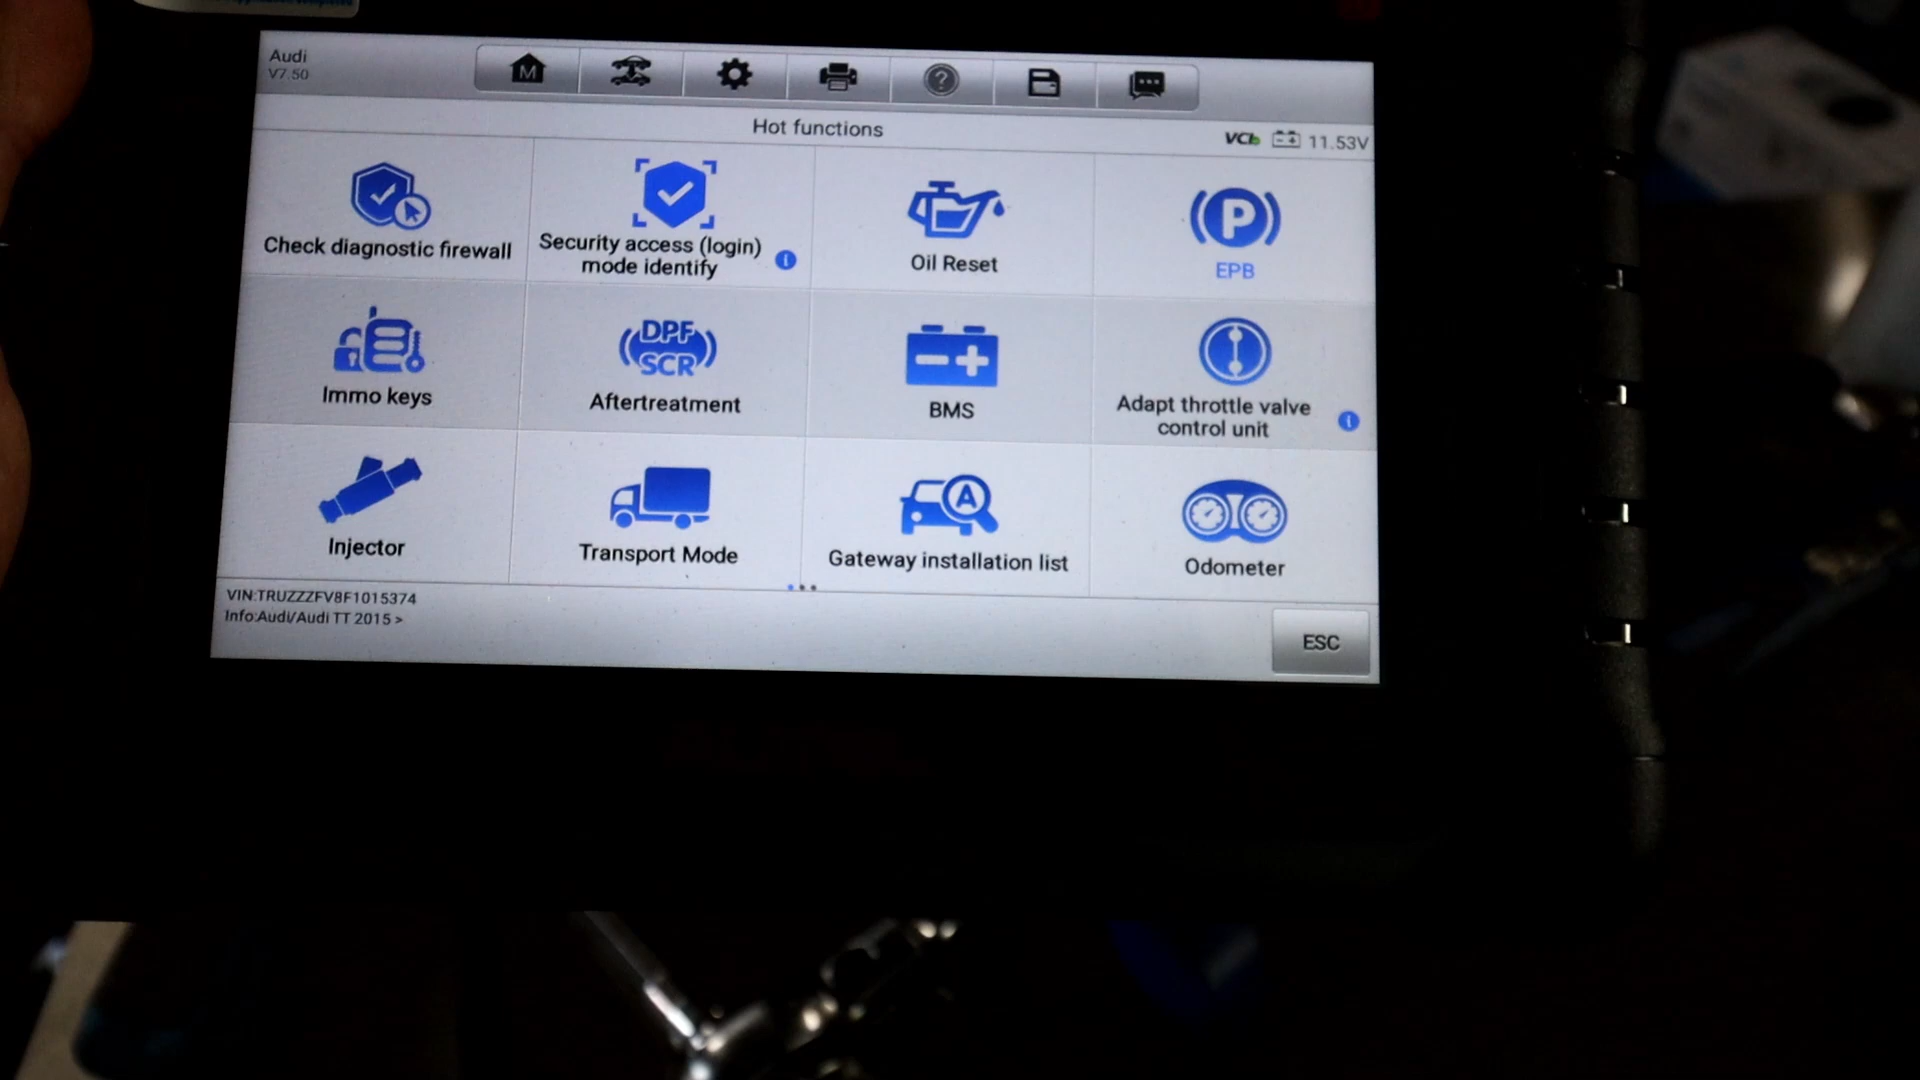 Audi
V7.50
M
?
Hot functions
VCI 11.53V
Check diagnostic firewall
Security access (login)
mode identify
i
Oil Reset
P
EPB
Immo keys
DPF
SCR
Aftertreatment
BMS
Adapt throttle valve
control unit
i
Injector
Transport Mode
A
Gateway installation list
Odometer
VIN:TRUZZZFV8F1015374
Info:Audi/Audi TT 2015 >
ESC